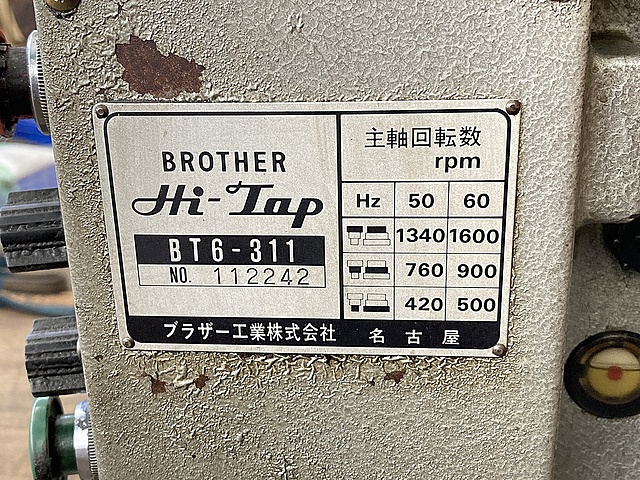 BROTHER
Hi-Tap
BT6-311
NO. 112242
主軸回転数
rpm
Hz 50 60
1340 1600
760 900
420 500
ブラザー工業株式会社 名古屋